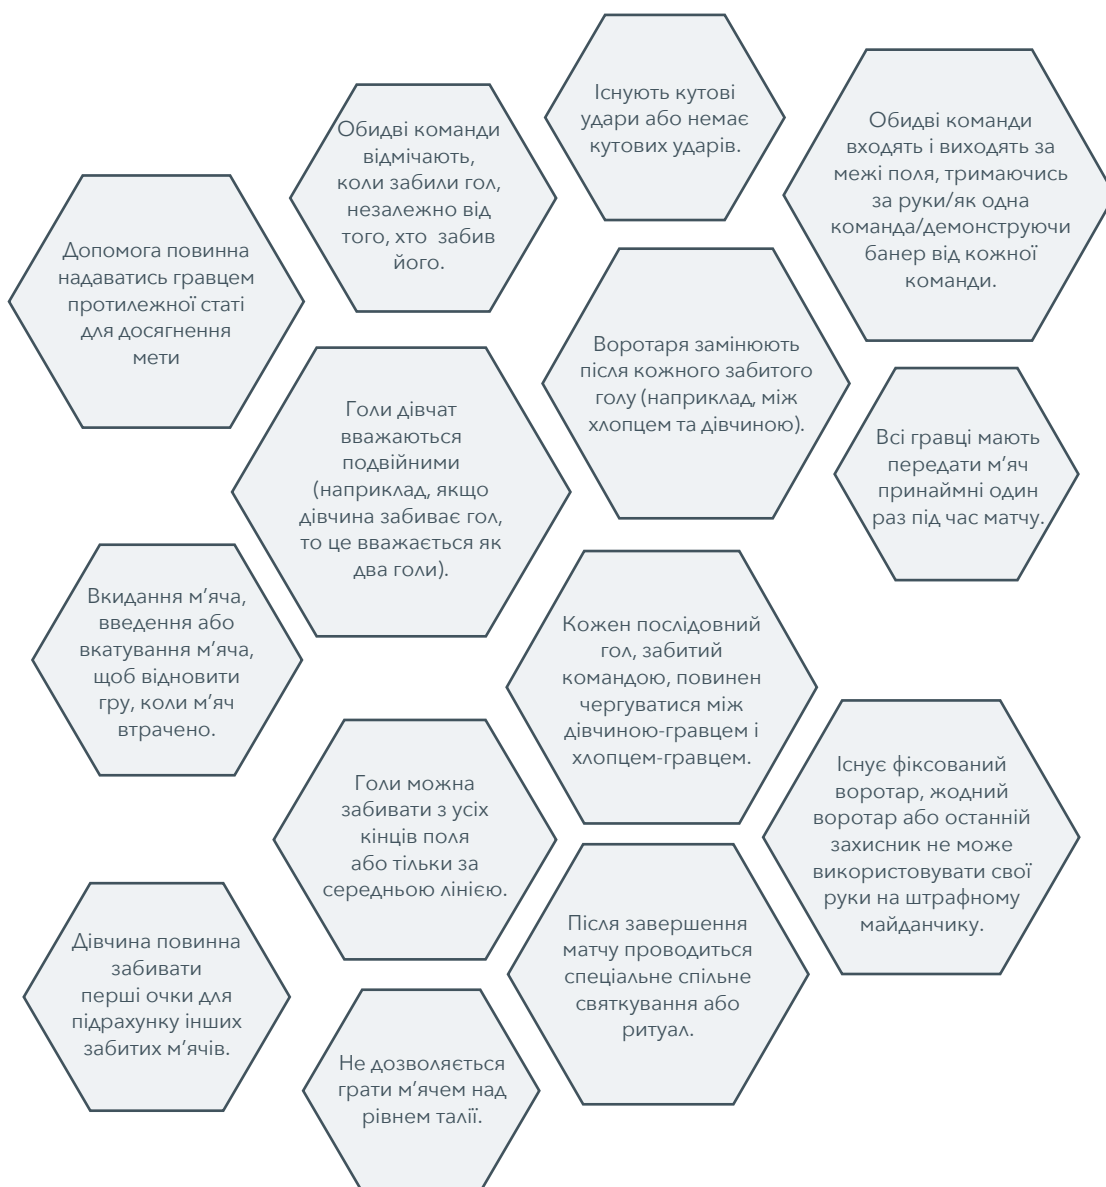 Існують кутові
удари або немає
кутових ударів.
Обидві команди
відмічають,
коли забили гол,
незалежно від
того, хто забив
його.
Обидві команди
входять і виходять за
межі поля, тримаючись
за руки/як одна
команда/демонструючи
банер від кожної
команди.
Допомога повинна
надаватись гравцем
протилежної статі
для досягнення
мети
Воротаря замінюють
після кожного забитого
голу (наприклад, між
хлопцем та дівчиною).
Голи дівчат
вважаються
подвійними
(наприклад, якщо
дівчина забиває гол,
то це вважається як
два голи).
Всі гравці мають
передати м’яч
принаймні один
раз під час матчу.
Вкидання м’яча,
введення або
вкатування м’яча,
щоб відновити
гру, коли м’яч
втрачено.
Кожен послідовний
гол, забитий
командою, повинен
чергуватися між
дівчиною-гравцем і
хлопцем-гравцем.
Голи можна
забивати з усіх
кінців поля
або тільки за
середньою лінією.
Існує фіксований
воротар, жодний
воротар або останній
захисник не може
використовувати свої
руки на штрафному
майданчику.
Дівчина повинна
забивати
перші очки для
підрахунку інших
забитих м’ячів.
Після завершення
матчу проводиться
спеціальне спільне
святкування або
ритуал.
Не дозволяється
грати м’ячем над
рівнем талії.